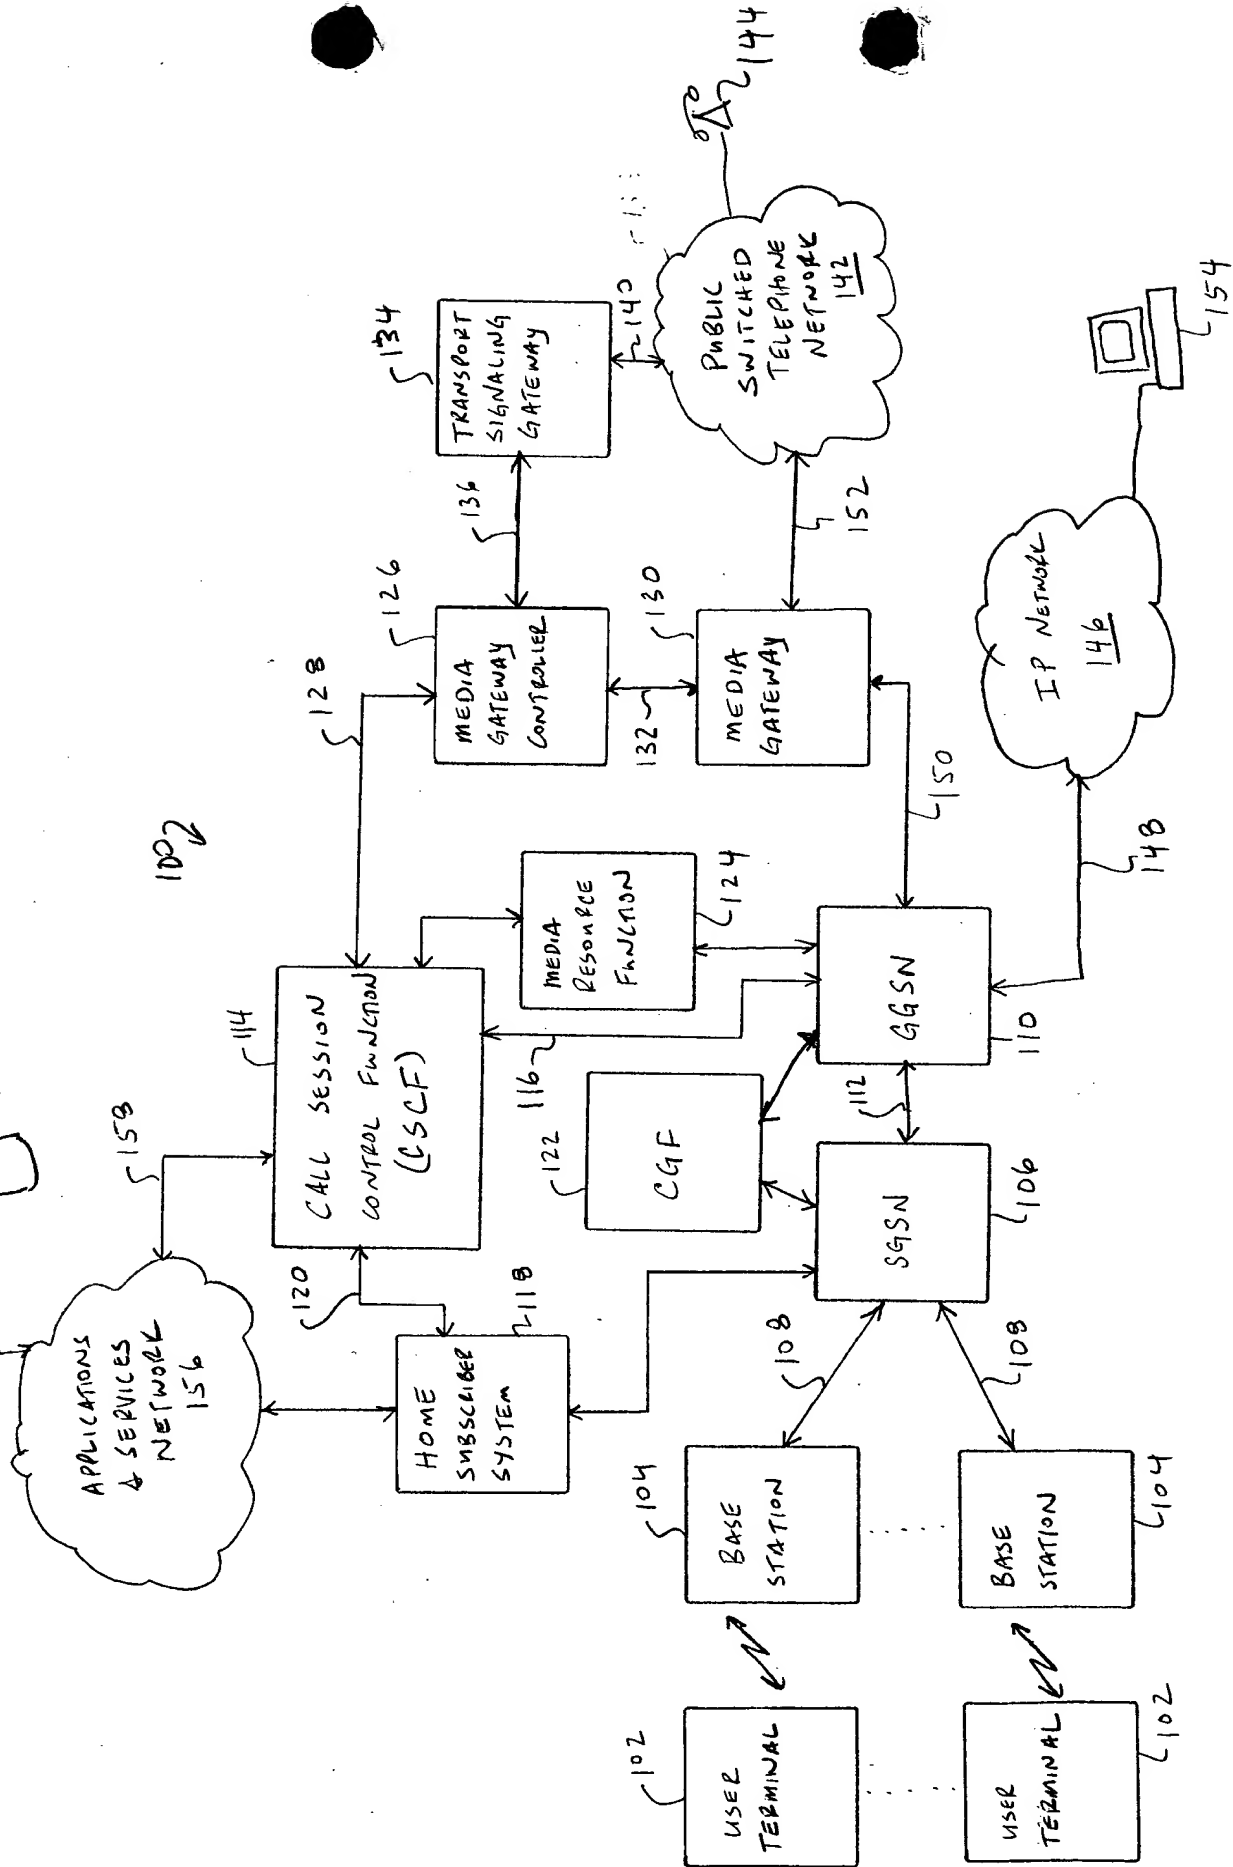 100
APPLICATIONS
& SERVICES
NETWORK
156
158
CALL SESSION
CONTROL FUNCTION
(CSCF)
114
120
128
HOME
SUBSCRIBER
SYSTEM
118
MEDIA
GATEWAY
CONTROLLER
126
136
TRANSPORT
SIGNALING
GATEWAY
134
140
MEDIA
RESOURCE
FUNCTION
124
116
132
CGF
122
MEDIA
GATEWAY
130
152
PUBLIC
SWITCHED
TELEPHONE
NETWORK
142
144
BASE
STATION
104
108
USER
TERMINAL
102
SGSN
106
112
GGSN
110
150
148
108
BASE
STATION
104
USER
TERMINAL
102
IP NETWORK
146
154